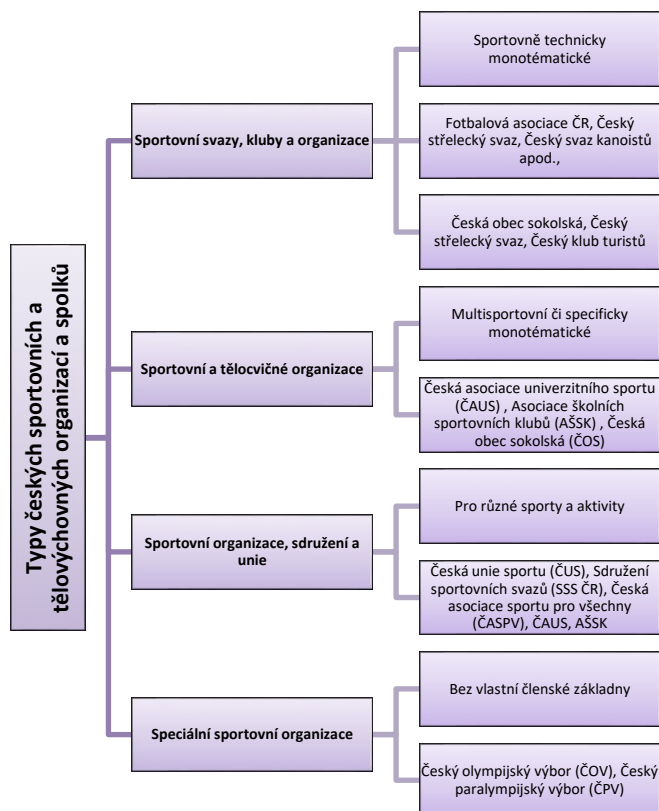 Typy českých sportovních a
tělovýchovných organizací a spolků
Sportovní svazy, kluby a organizace
Sportovně technicky
monotématické
Fotbalová asociace ČR, Český
střelecký svaz, Český svaz kanoistů
apod.,
Česká obec sokolská, Český
střelecký svaz, Český klub turistů
Sportovní a tělocvičné organizace
Multisportovní či specificky
monotématické
Česká asociace univerzitního sportu
(ČAUS) , Asociace školních
sportovních klubů (AŠSK) , Česká
obec sokolská (ČOS)
Sportovní organizace, sdružení a
unie
Pro různé sporty a aktivity
Česká unie sportu (ČUS), Sdružení
sportovních svazů (SSS ČR), Česká
asociace sportu pro všechny
(ČASPV), ČAUS, AŠSK
Speciální sportovní organizace
Bez vlastní členské základny
Český olympijský výbor (ČOV), Český
paralympijský výbor (ČPV)